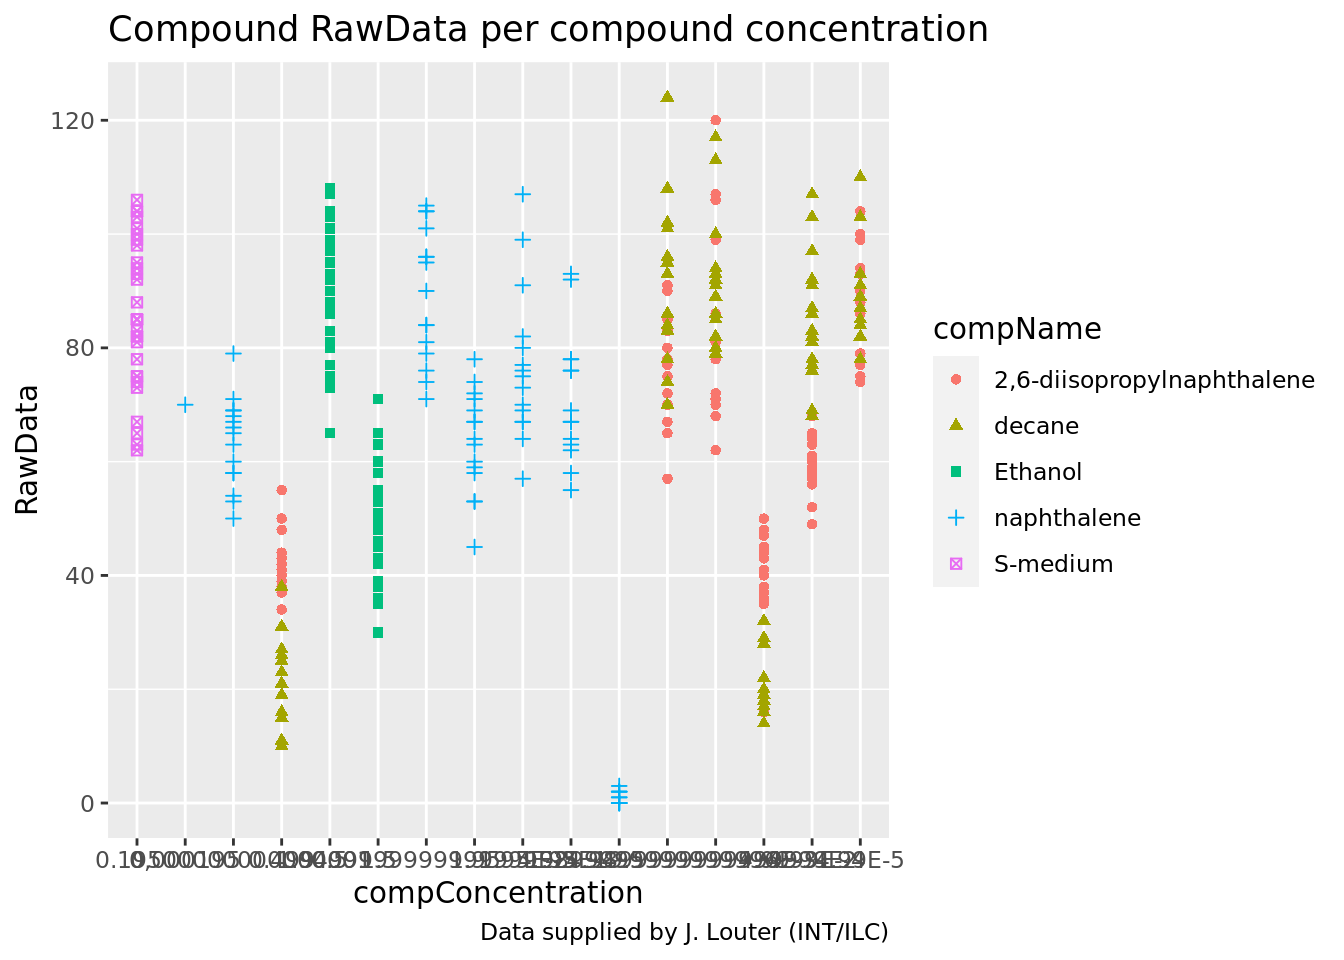 Compound RawData per compound concentration
120
80
40
0
RawData
compConcentration
Data supplied by J. Louter (INT/ILC)
compName
2,6-diisopropylnaphthalene
decane
Ethanol
naphthalene
S-medium